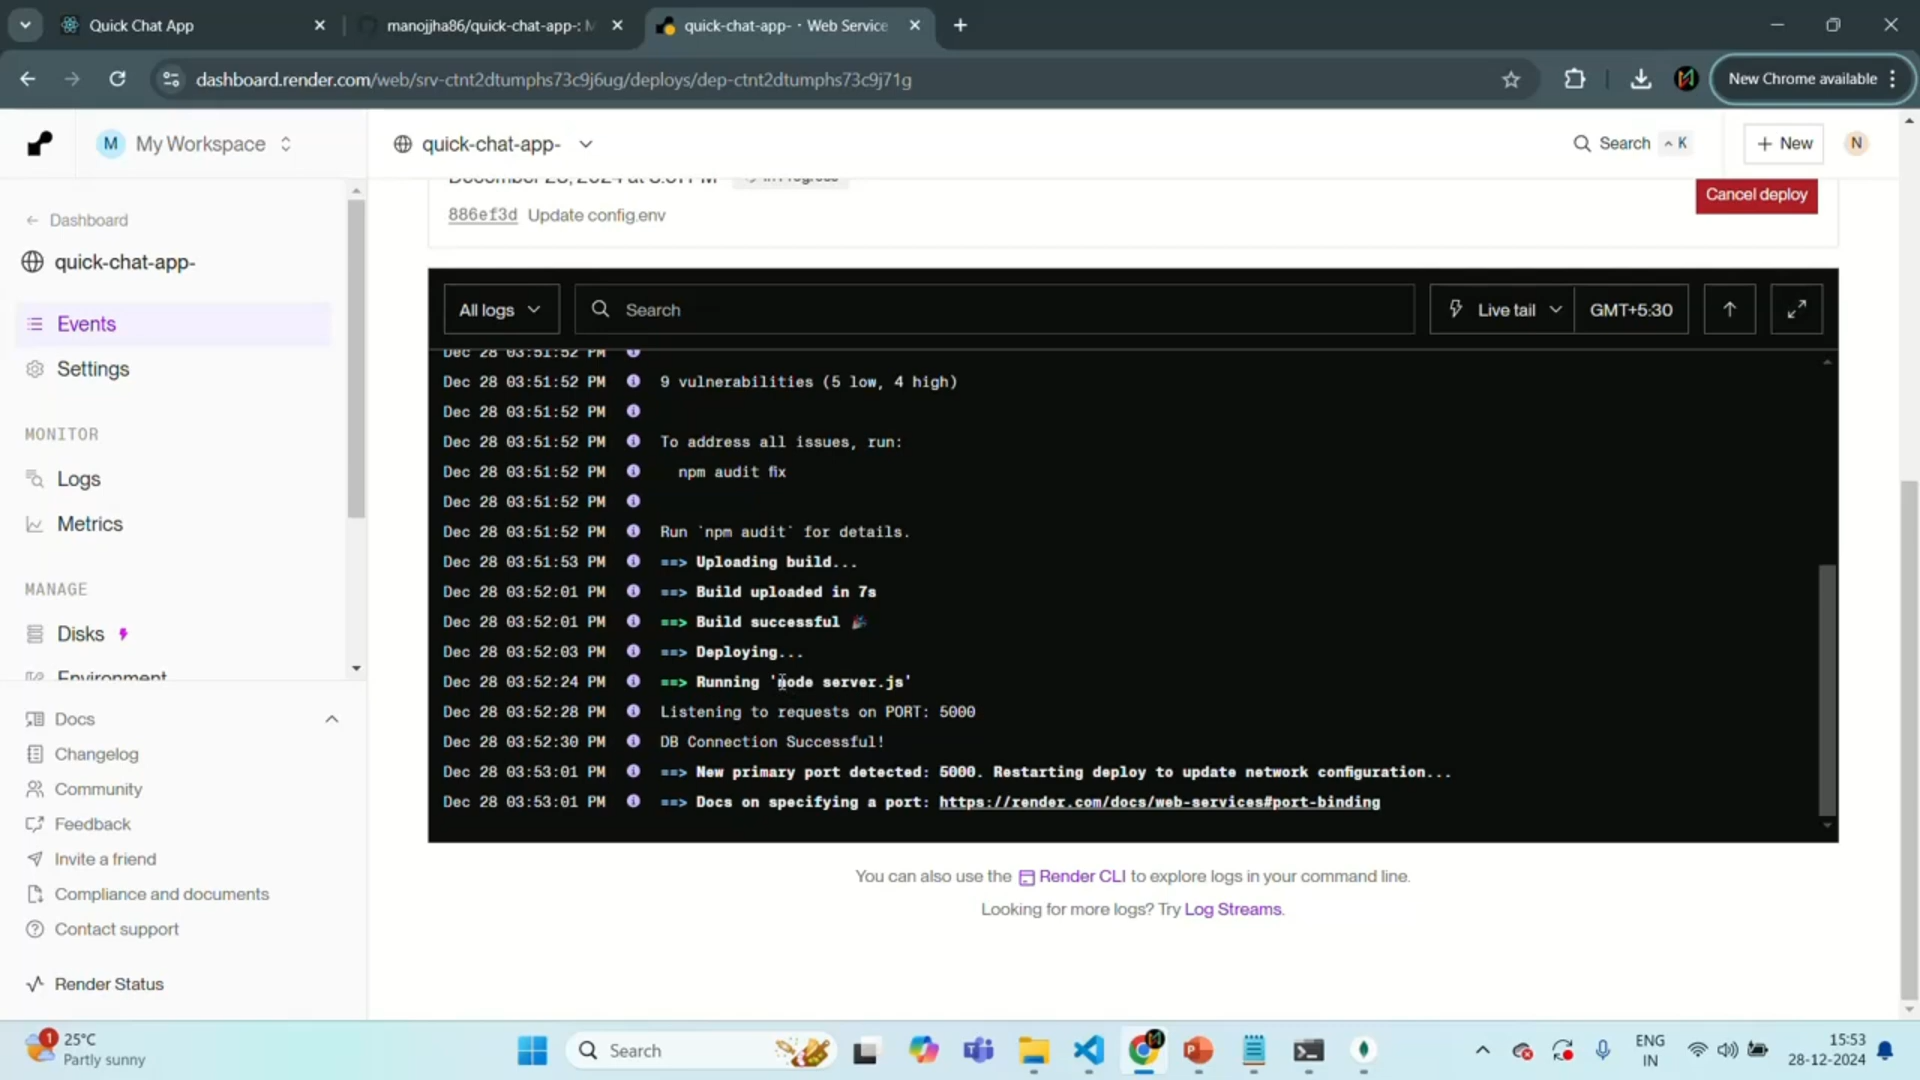 Quick Chat App
manojjha86/quick-chat-app-: M
quick-chat-app- · Web Service
dashboard.render.com/web/srv-ctnt2dtumphs73c9j6ug/deploys/dep-ctnt2dtumphs73c9j71g
New Chrome available
M My Workspace
quick-chat-app-
Search ^ K
+ New
N
In Progress
886ef3d Update config.env
Cancel deploy
← Dashboard
quick-chat-app-
Events
Settings
MONITOR
Logs
Metrics
MANAGE
Disks
Environment
Docs
Changelog
Community
Feedback
Invite a friend
Compliance and documents
Contact support
Render Status
All logs
Search
Live tail
GMT+5:30
Dec 28 03:51:52 PM
Dec 28 03:51:52 PM 9 vulnerabilities (5 low, 4 high)
Dec 28 03:51:52 PM
Dec 28 03:51:52 PM To address all issues, run:
Dec 28 03:51:52 PM npm audit fix
Dec 28 03:51:52 PM
Dec 28 03:51:52 PM Run `npm audit` for details.
Dec 28 03:51:53 PM ==> Uploading build...
Dec 28 03:52:01 PM ==> Build uploaded in 7s
Dec 28 03:52:01 PM ==> Build successful 🎉
Dec 28 03:52:03 PM ==> Deploying...
Dec 28 03:52:24 PM ==> Running 'node server.js'
Dec 28 03:52:28 PM Listening to requests on PORT: 5000
Dec 28 03:52:30 PM DB Connection Successful!
Dec 28 03:53:01 PM ==> New primary port detected: 5000. Restarting deploy to update network configuration...
Dec 28 03:53:01 PM ==> Docs on specifying a port: https://render.com/docs/web-services#port-binding
You can also use the Render CLI to explore logs in your command line.
Looking for more logs? Try Log Streams.
1
25°C
Partly sunny
Search
ENG
IN
15:53
28-12-2024